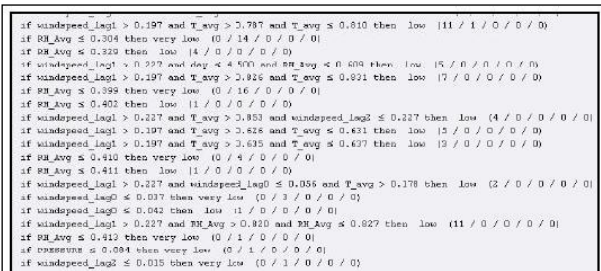 if windspeed_lag1 > 0.197 and T_avg > 0.787 and T_avg ≤ 0.810 then low |11 / 1 / 0 / 0 / 0)
if RH_Avg ≤ 0.304 then very low (0 / 14 / 0 / 0 / 0|
if RH_Avg ≤ 0.329 then low |4 / 0 / 0 / 0 / 0)
if windspeed_lag1 > 0.227 and day ≤ 4.500 and RH_Avg ≤ 0.609 then low |5 / 0 / 0 / 0 / 0)
if windspeed_lag1 > 0.197 and T_avg > 0.826 and T_avg ≤ 0.831 then low |7 / 0 / 0 / 0 / 0)
if RH_Avg ≤ 0.399 then very low (0 / 16 / 0 / 0 / 0|
if RH_Avg ≤ 0.402 then low |1 / 0 / 0 / 0 / 0)
if windspeed_lag1 > 0.227 and T_avg > 0.853 and windspeed_lag2 ≤ 0.227 then low (4 / 0 / 0 / 0 / 0|
if windspeed_lag1 > 0.197 and T_avg > 0.626 and T_avg ≤ 0.631 then low |5 / 0 / 0 / 0 / 0)
if windspeed_lag1 > 0.197 and T_avg > 0.635 and T_avg ≤ 0.637 then low |3 / 0 / 0 / 0 / 0)
if RH_Avg ≤ 0.410 then very low (0 / 4 / 0 / 0 / 0|
if RH_Avg ≤ 0.411 then low |1 / 0 / 0 / 0 / 0)
if windspeed_lag1 > 0.227 and windspeed_lag0 ≤ 0.056 and T_avg > 0.178 then low (2 / 0 / 0 / 0 / 0|
if windspeed_lag0 ≤ 0.037 then very low (0 / 3 / 0 / 0 / 0)
if windspeed_lag0 ≤ 0.042 then low (1 / 0 / 0 / 0 / 0|
if windspeed_lag1 > 0.227 and RH_Avg > 0.820 and RH_Avg ≤ 0.827 then low (11 / 0 / 0 / 0 / 0)
if RH_Avg ≤ 0.413 then very low (0 / 1 / 0 / 0 / 0|
if PRESSURE ≤ 0.084 then very low (0 / 1 / 0 / 0 / 0|
if windspeed_lag2 ≤ 0.015 then very low (0 / 1 / 0 / 0 / 0)